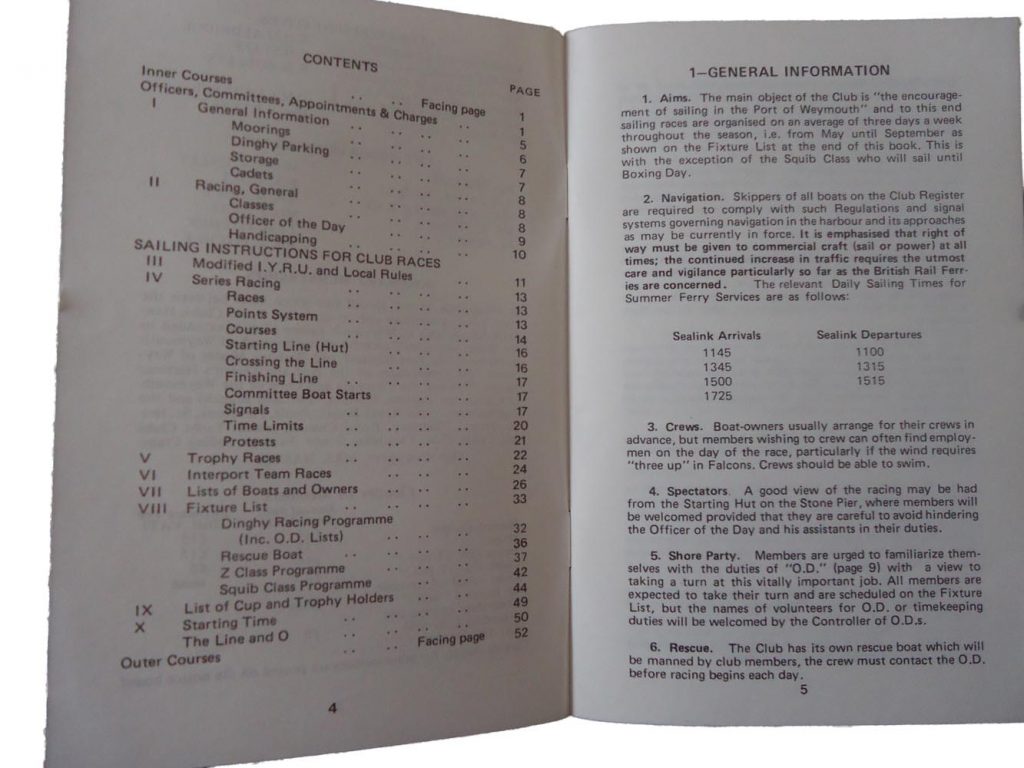 CONTENTS
PAGE
Inner Courses .. .. Facing page 1
Officers, Committees, Appointments & Charges .. 1
I General Information .. .. .. 5
Moorings .. .. .. 6
Dinghy Parking .. .. .. 7
Storage .. .. .. 7
Cadets .. .. .. 8
II Racing, General .. .. .. 8
Classes .. .. .. 8
Officer of the Day .. .. .. 9
Handicapping .. .. .. 10
SAILING INSTRUCTIONS FOR CLUB RACES
III Modified I.Y.R.U. and Local Rules .. 11
IV Series Racing .. .. .. 13
Races .. .. .. 13
Points System .. .. .. 13
Courses .. .. .. 14
Starting Line (Hut) .. .. 16
Crossing the Line .. .. 16
Finishing Line .. .. .. 17
Committee Boat Starts .. .. 17
Signals .. .. .. 17
Time Limits .. .. .. 20
Protests .. .. .. 21
V Trophy Races .. .. .. 22
VI Interport Team Races .. .. 24
VII Lists of Boats and Owners .. .. 26
VIII Fixture List .. .. .. 33
Dinghy Racing Programme
(Inc. O.D. Lists) .. .. 32
Rescue Boat .. .. .. 36
Z Class Programme .. .. .. 37
Squib Class Programme .. .. 42
IX List of Cup and Trophy Holders .. .. 44
X Starting Time .. .. .. 49
The Line and O .. .. .. 50
Outer Courses .. .. Facing page 52
4
1—GENERAL INFORMATION
1. Aims. The main object of the Club is "the encourage-
ment of sailing in the Port of Weymouth" and to this end
sailing races are organised on an average of three days a week
throughout the season, i.e. from May until September as
shown on the Fixture List at the end of this book. This is
with the exception of the Squib Class who will sail until
Boxing Day.
2. Navigation. Skippers of all boats on the Club Register
are required to comply with such Regulations and signal
systems governing navigation in the harbour and its approaches
as may be currently in force. It is emphasised that right of
way must be given to commercial craft (sail or power) at all
times; the continued increase in traffic requires the utmost
care and vigilance particularly so far as the British Rail Ferr-
ies are concerned. The relevant Daily Sailing Times for
Summer Ferry Services are as follows:
Sealink Arrivals Sealink Departures
1145 1100
1345 1315
1500 1515
1725
3. Crews. Boat-owners usually arrange for their crews in
advance, but members wishing to crew can often find employ-
men on the day of the race, particularly if the wind requires
"three up" in Falcons. Crews should be able to swim.
4. Spectators. A good view of the racing may be had
from the Starting Hut on the Stone Pier, where members will
be welcomed provided that they are careful to avoid hindering
the Officer of the Day and his assistants in their duties.
5. Shore Party. Members are urged to familiarize them-
selves with the duties of "O.D." (page 9) with a view to
taking a turn at this vitally important job. All members are
expected to take their turn and are scheduled on the Fixture
List, but the names of volunteers for O.D. or timekeeping
duties will be welcomed by the Controller of O.D.s.
6. Rescue. The Club has its own rescue boat which will
be manned by club members, the crew must contact the O.D.
before racing begins each day.
5